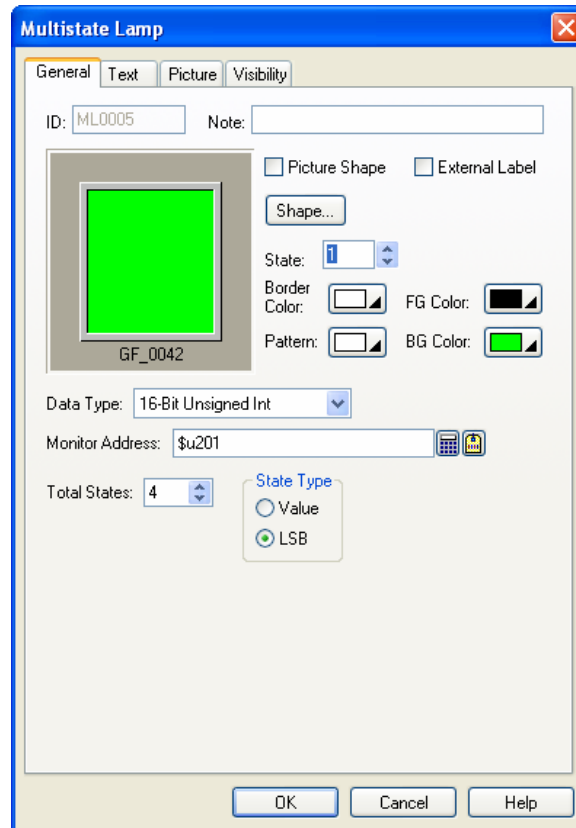 Multistate Lamp
General Text Picture Visibility
ID: ML0005 Note:
Picture Shape External Label
Shape...
State: 1
Border Color: FG Color:
Pattern: BG Color:
GF_0042
Data Type: 16-Bit Unsigned Int
Monitor Address: $u201
Total States: 4 State Type
Value
LSB
OK Cancel Help